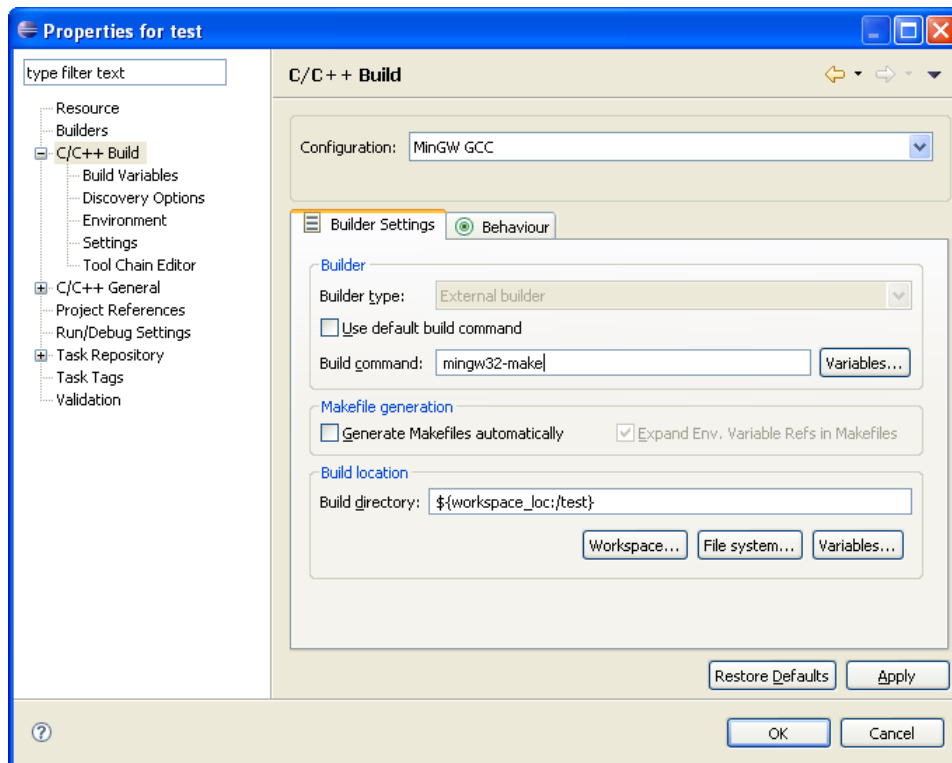 Properties for test
type filter text
Resource
Builders
C/C++ Build
Build Variables
Discovery Options
Environment
Settings
Tool Chain Editor
C/C++ General
Project References
Run/Debug Settings
Task Repository
Task Tags
Validation
C/C++ Build
Configuration: MinGW GCC
Builder Settings Behaviour
Builder
Builder type: External builder
Use default build command
Build command: mingw32-make Variables...
Makefile generation
Generate Makefiles automatically Expand Env. Variable Refs in Makefiles
Build location
Build directory: ${workspace_loc:/test}
Workspace... File system... Variables...
Restore Defaults Apply
? OK Cancel